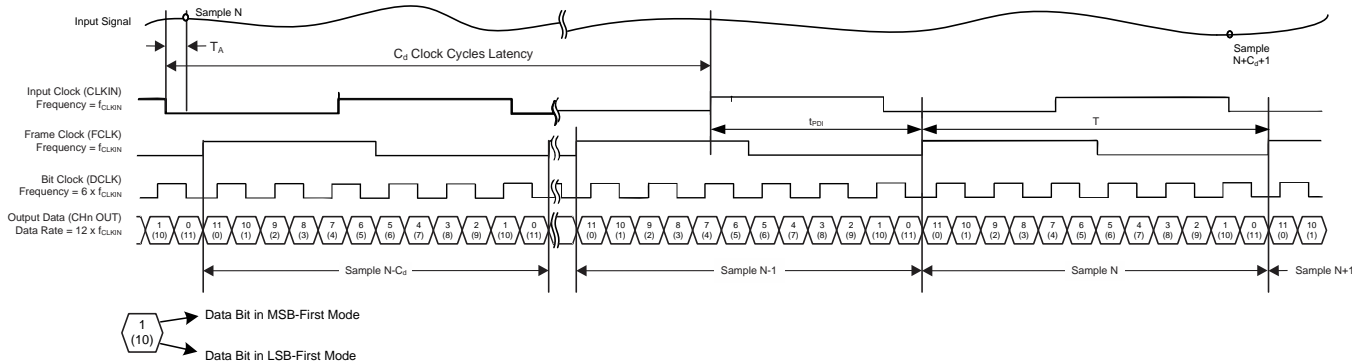 Input Signal
Sample N
T_A
C_d Clock Cycles Latency
Sample
N+C_d+1
Input Clock (CLKIN)
Frequency = f_CLKIN
t_PDI
T
Frame Clock (FCLK)
Frequency = f_CLKIN
Bit Clock (DCLK)
Frequency = 6 x f_CLKIN
Output Data (CHn OUT)
Data Rate = 12 x f_CLKIN
1 0 11 10 9 8 7 6 5 4 3 2 1 0 11 10 9 8 7 6 5 4 3 2 1 0 11 10 9 8 7 6 5 4 3 2 1 0 11 10
(10) (11) (0) (1) (2) (3) (4) (5) (6) (7) (8) (9) (10) (11) (0) (1) (2) (3) (4) (5) (6) (7) (8) (9) (10) (11) (0) (1) (2) (3) (4) (5) (6) (7) (8) (9) (10) (11) (0) (1)
Sample N-C_d
Sample N-1
Sample N
Sample N+1
1
(10)
Data Bit in MSB-First Mode
Data Bit in LSB-First Mode